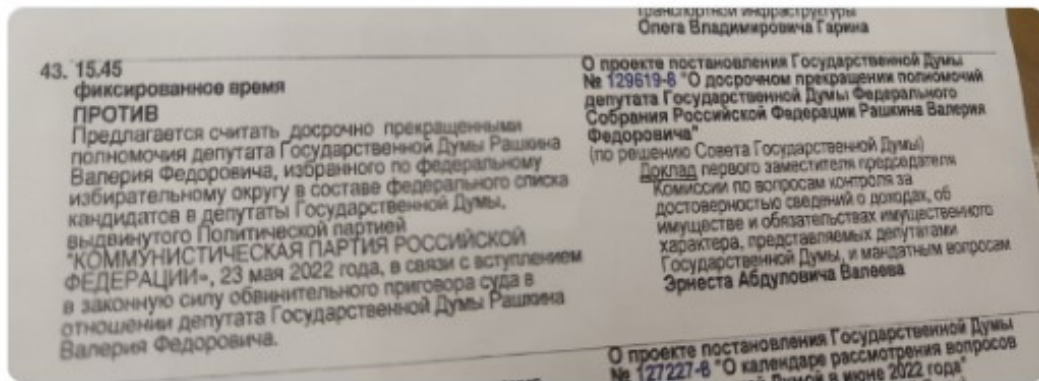 транспортной инфраструктуры
Олега Владимировича Гарина
43. 15.45
фиксированное время
ПРОТИВ
Предлагается считать досрочно прекращенными
полномочия депутата Государственной Думы Рашкина
Валерия Федоровича, избранного по федеральному
избирательному округу в составе федерального списка
кандидатов в депутаты Государственной Думы,
выдвинутого Политической партией
"КОММУНИСТИЧЕСКАЯ ПАРТИЯ РОССИЙСКОЙ
ФЕДЕРАЦИИ», 23 мая 2022 года, в связи с вступлением
в законную силу обвинительного приговора суда в
отношении депутата Государственной Думы Рашкина
Валерия Федоровича.
О проекте постановления Государственной Думы
№ 129619-8 "О досрочном прекращении полномочий
депутата Государственной Думы Федерального
Собрания Российской Федерации Рашкина Валерия
Федоровича"
(по решению Совета Государственной Думы)
Доклад первого заместителя председателя
Комиссии по вопросам контроля за
достоверностью сведений о доходах, об
имуществе и обязательствах имущественного
характера, представляемых депутатами
Государственной Думы, и мандатным вопросам
Эрнеста Абдуловича Валеева
О проекте постановления Государственной Думы
№ 127227-8 "О календаре рассмотрения вопросов
Думой в июне 2022 года"